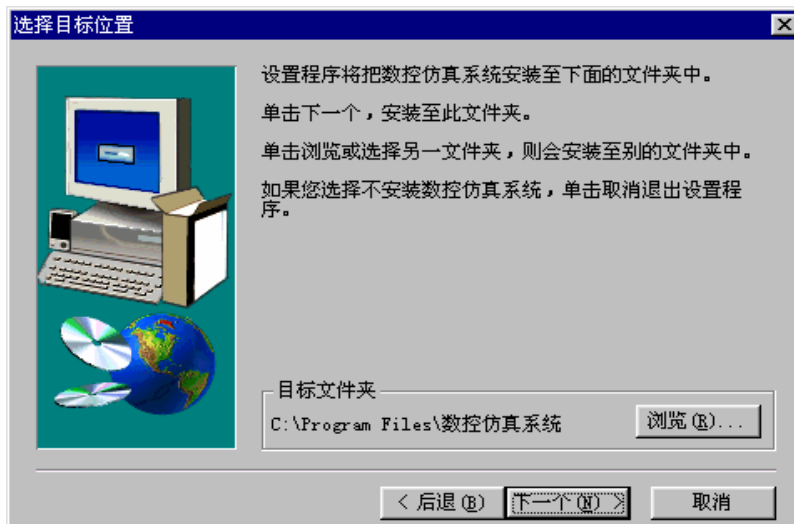 选择目标位置
设置程序将把数控仿真系统安装至下面的文件夹中。
单击下一个，安装至此文件夹。
单击浏览或选择另一文件夹，则会安装至别的文件夹中。
如果您选择不安装数控仿真系统，单击取消退出设置程
序。
目标文件夹
C:\Program Files\数控仿真系统
浏览(R)...
< 后退(B)
下一个(N) >
取消